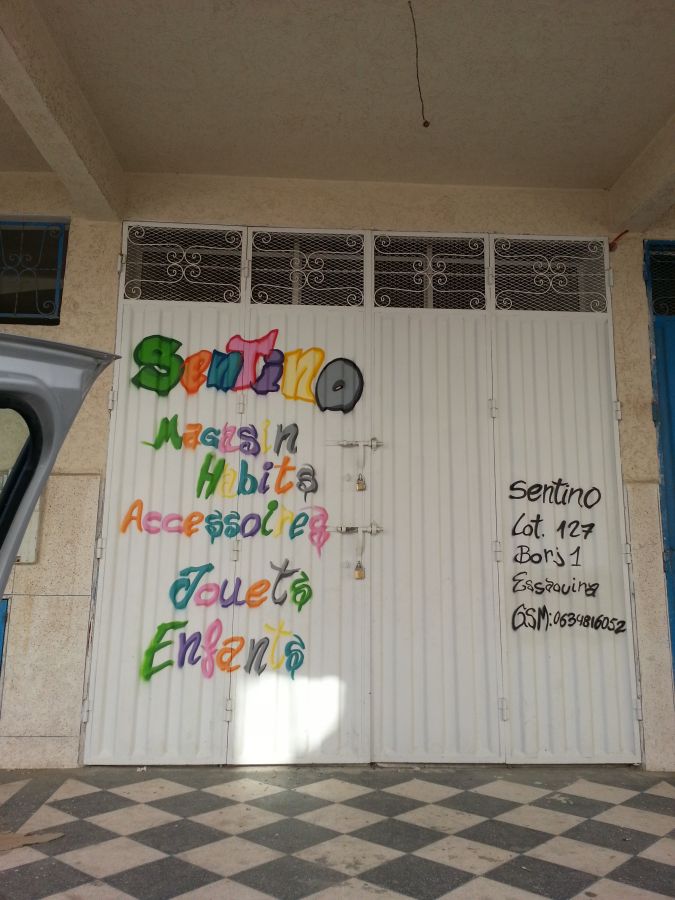 Sentino
Magasin
Habits
Accessoires
Jouets
Enfants
Sentino
Lot. 127
Borj 1
Essaouira
GSM: 0634816052